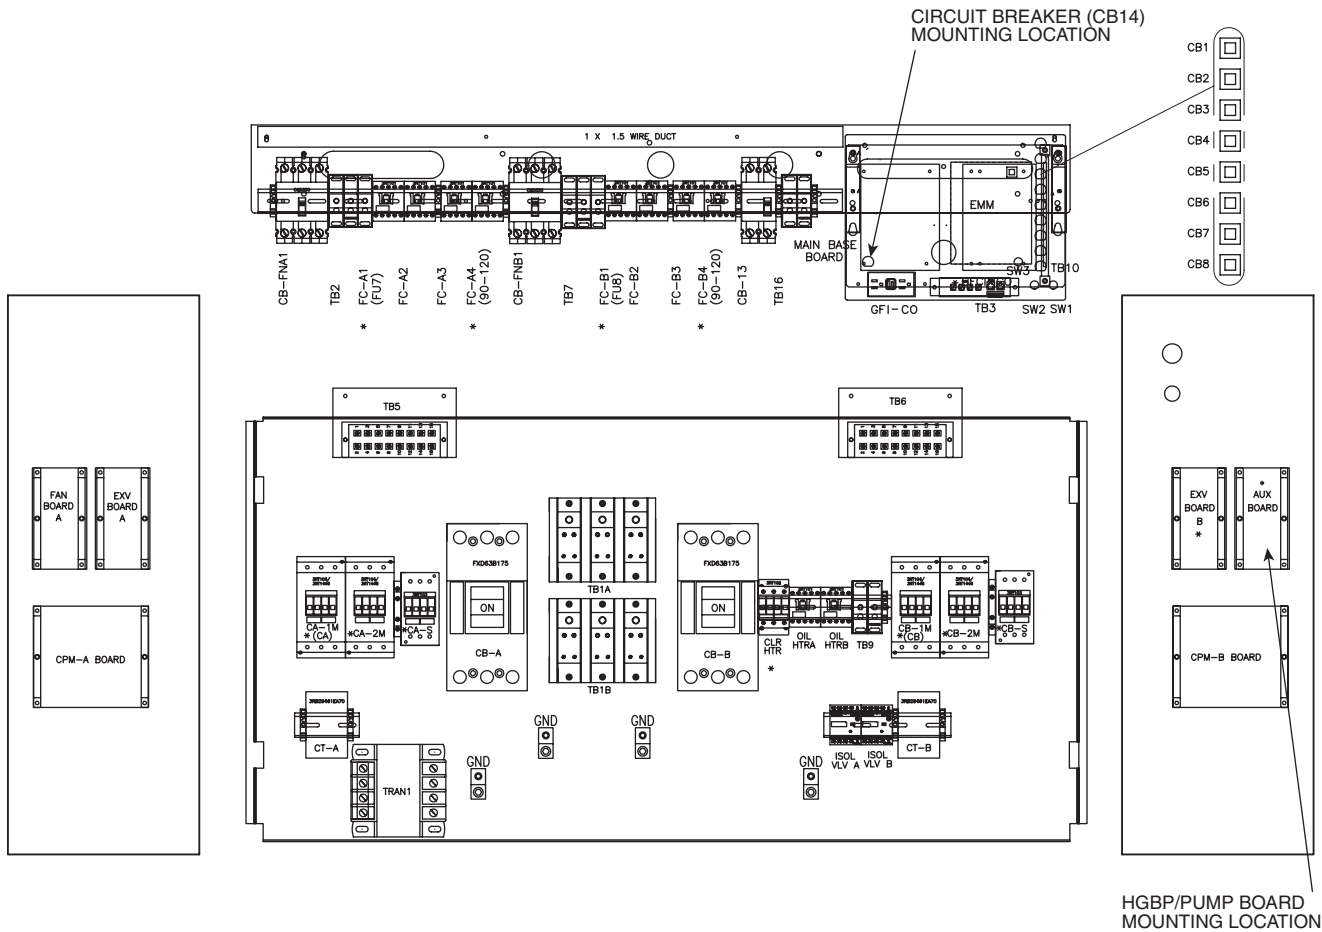 CIRCUIT BREAKER (CB14)
MOUNTING LOCATION
CB1
CB2
CB3
CB4
CB5
CB6
CB7
CB8
1 X 1.5 WIRE DUCT
EMM
MAIN BASE
BOARD
SW3
TB10
GFI-CO
TB3
SW2
SW1
CB-FNA1
TB2
FC-A1
(FU7)
*
FC-A2
FC-A3
FC-A4
(90-120)
*
CB-FNB1
TB7
FC-B1
(FU8)
*
FC-B2
FC-B3
FC-B4
(90-120)
*
CB-13
TB16
TB5
TB6
FAN
BOARD
A
EXV
BOARD
A
CPM-A BOARD
CA-1M
*(CA)
*CA-2M
*CA-S
FXD63B175
ON
CB-A
TB1A
TB1B
FXD63B175
ON
CB-B
CLR
HTR
*
OIL
HTRA
OIL
HTRB
TB9
CB-1M
*(CB)
*CB-2M
*CB-S
CT-A
TRAN1
GND
GND
GND
GND
ISOL
VLV A
ISOL
VLV B
CT-B
EXV
BOARD
B
*
*
AUX
BOARD
CPM-B BOARD
HGBP/PUMP BOARD
MOUNTING LOCATION